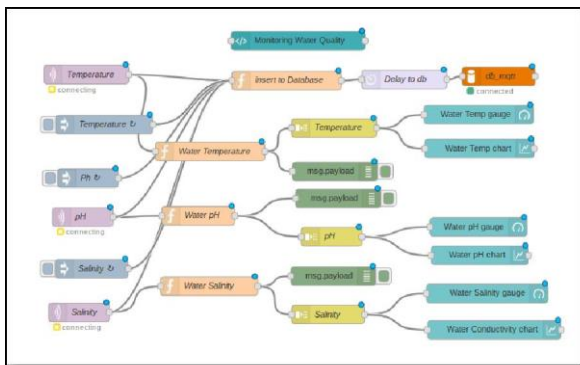 Monitoring Water Quality
Temperature
connecting
Insert to Database
Delay to db
db_mqtt
connected
Temperature ↻
Water Temperature
Temperature
Water Temp gauge
Water Temp chart
msg.payload
Ph ↻
pH
connecting
Water pH
msg.payload
pH
Water pH gauge
Water pH chart
Salinity ↻
Water Salinity
msg.payload
Salinity
connecting
Salinity
Water Salinity gauge
Water Conductivity chart